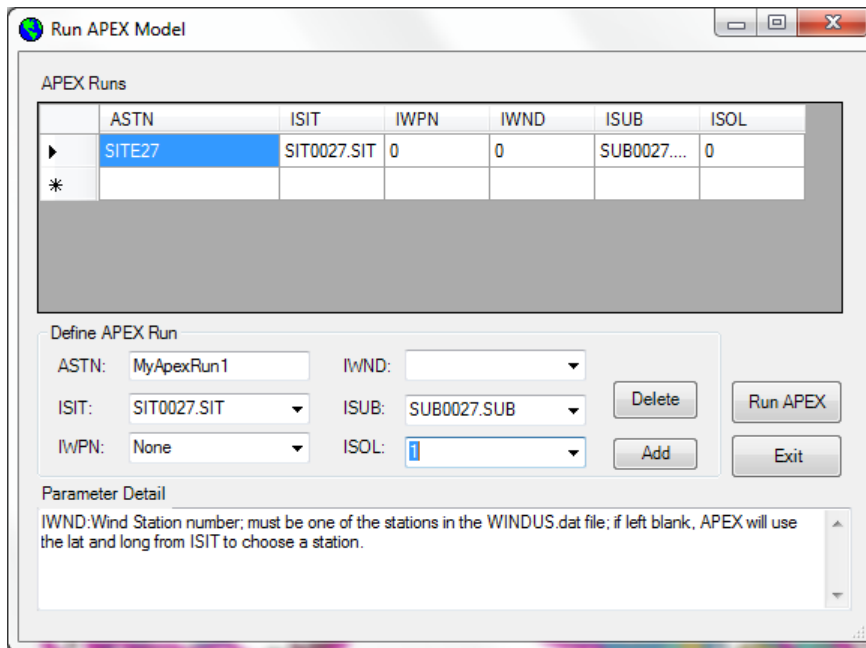 Run APEX Model
APEX Runs
ASTN ISIT IWPN IWND ISUB ISOL
SITE27 SIT0027.SIT 0 0 SUB0027.... 0
Define APEX Run
ASTN: MyApexRun1 IWND:
ISIT: SIT0027.SIT ISUB: SUB0027.SUB Delete Run APEX
IWPN: None ISOL: 1 Add Exit
Parameter Detail
IWND:Wind Station number; must be one of the stations in the WINDUS.dat file; if left blank, APEX will use
the lat and long from ISIT to choose a station.